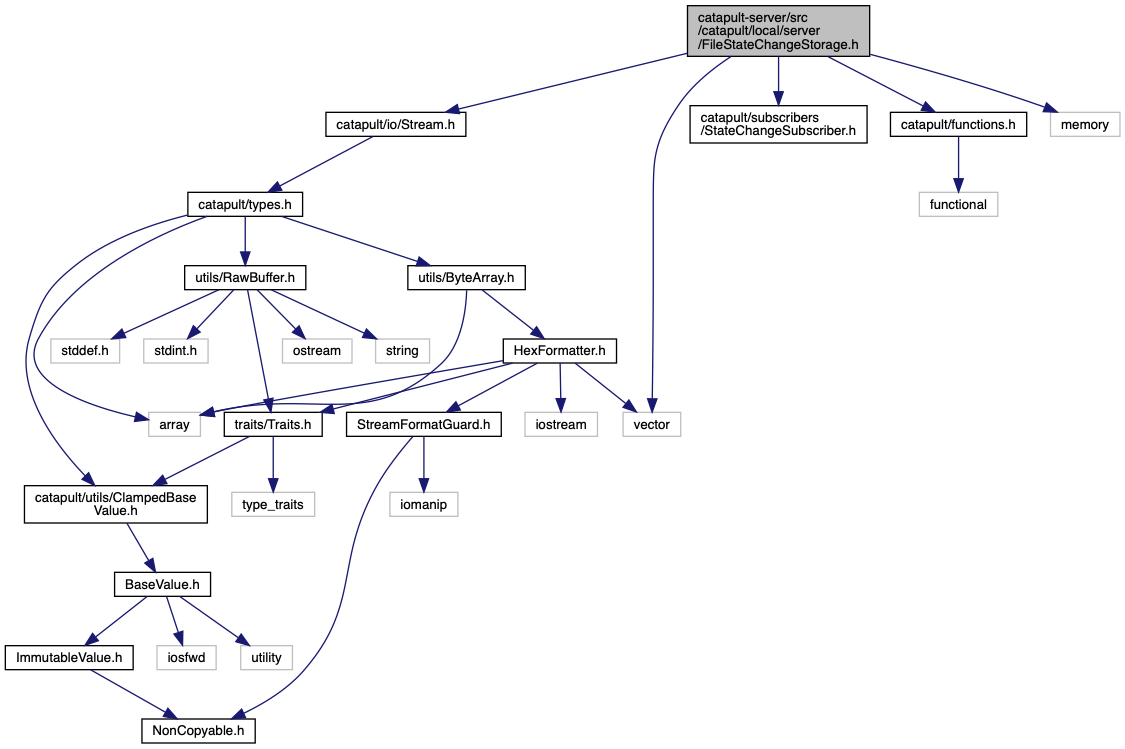 catapult-server/src
/catapult/local/server
/FileStateChangeStorage.h
catapult/io/Stream.h
catapult/subscribers
/StateChangeSubscriber.h
catapult/functions.h
memory
catapult/types.h
functional
utils/RawBuffer.h
utils/ByteArray.h
stddef.h
stdint.h
ostream
string
HexFormatter.h
array
traits/Traits.h
StreamFormatGuard.h
iostream
vector
catapult/utils/ClampedBase
Value.h
type_traits
iomanip
BaseValue.h
ImmutableValue.h
iosfwd
utility
NonCopyable.h